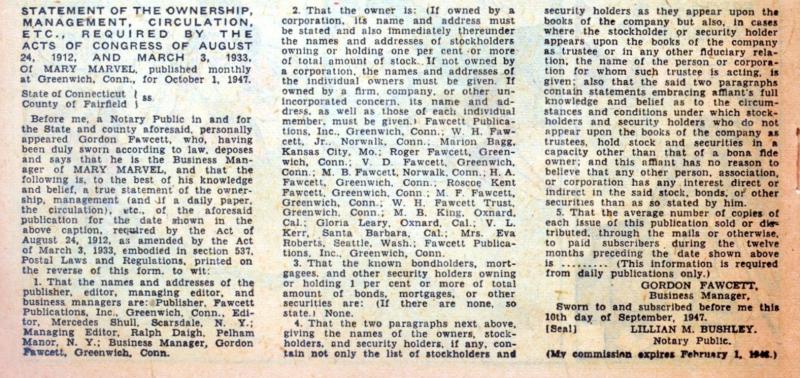 STATEMENT OF THE OWNERSHIP,
MANAGEMENT, CIRCULATION,
ETC., REQUIRED BY THE
ACTS OF CONGRESS OF AUGUST
24, 1912, AND MARCH 3, 1933,
Of MARY MARVEL, published monthly
at Greenwich, Conn., for October 1, 1947.
State of Connecticut } ss.
County of Fairfield
Before me, a Notary Public in and for
the State and county aforesaid, personally
appeared Gordon Fawcett, who, having
been duly sworn according to law, deposes
and says that he is the Business Man-
ager of MARY MARVEL, and that the
following is, to the best of his knowledge
and belief, a true statement of the owner-
ship, management (and if a daily paper,
the circulation), etc., of the aforesaid
publication for the date shown in the
above caption, required by the Act of
August 24, 1912, as amended by the Act
of March 3, 1933, embodied in section 537,
Postal Laws and Regulations, printed on
the reverse of this form, to wit:
1. That the names and addresses of the
publisher, editor, managing editor, and
business managers are: Publisher, Fawcett
Publications, Inc., Greenwich, Conn., Edi-
tor, Mercedes Shull, Scarsdale, N. Y.;
Managing Editor, Ralph Daigh, Pelham
Manor, N. Y.; Business Manager, Gordon
Fawcett, Greenwich, Conn.
2. That the owner is: (If owned by a
corporation, its name and address must
be stated and also immediately thereunder
the names and addresses of stockholders
owning or holding one per cent or more
of total amount of stock. If not owned by
a corporation, the names and addresses of
the individual owners must be given. If
owned by a firm, company, or other un-
incorporated concern, its name and ad-
dress, as well as those of each individual
member, must be given.) Fawcett Publica-
tions, Inc., Greenwich, Conn.; W. H. Faw-
cett, Jr., Norwalk, Conn.; Marion Bagg,
Kansas City, Mo.; Roger Fawcett, Green-
wich, Conn.; V. D. Fawcett, Greenwich,
Conn.; M. B. Fawcett, Norwalk, Conn.; H. A.
Fawcett, Greenwich, Conn.; Roscoe Kent
Fawcett, Greenwich, Conn.; M. F. Fawcett,
Greenwich, Conn.; W. H. Fawcett Trust,
Greenwich, Conn.; M. B. King, Oxnard,
Cal.; Gloria Leary, Oxnard, Cal.; V. L.
Kerr, Santa Barbara, Cal.; Mrs. Eva
Roberts, Seattle, Wash.; Fawcett Publica-
tions, Inc., Greenwich, Conn.
3. That the known bondholders, mort-
gagees, and other security holders owning
or holding 1 per cent or more of total
amount of bonds, mortgages, or other
securities are: (If there are none, so
state.) None.
4. That the two paragraphs next above,
giving the names of the owners, stock-
holders, and security holders, if any, con-
tain not only the list of stockholders and
security holders as they appear upon the
books of the company but also, in cases
where the stockholder or security holder
appears upon the books of the company
as trustee or in any other fiduciary rela-
tion, the name of the person or corpora-
tion for whom such trustee is acting, is
given; also that the said two paragraphs
contain statements embracing affiant's full
knowledge and belief as to the circum-
stances and conditions under which stock-
holders and security holders who do not
appear upon the books of the company as
trustees, hold stock and securities in a
capacity other than that of a bona fide
owner; and this affiant has no reason to
believe that any other person, association,
or corporation has any interest direct or
indirect in the said stock, bonds, or other
securities than as so stated by him.
5. That the average number of copies of
each issue of this publication sold or dis-
tributed, through the mails or otherwise,
to paid subscribers during the twelve
months preceding the date shown above
is ......... (This information is required
from daily publications only.)
GORDON FAWCETT,
Business Manager,
Sworn to and subscribed before me this
10th day of September, 1947.
[Seal] LILLIAN M. BUSHLEY.
Notary Public.
(My commission expires February 1, 1948.)